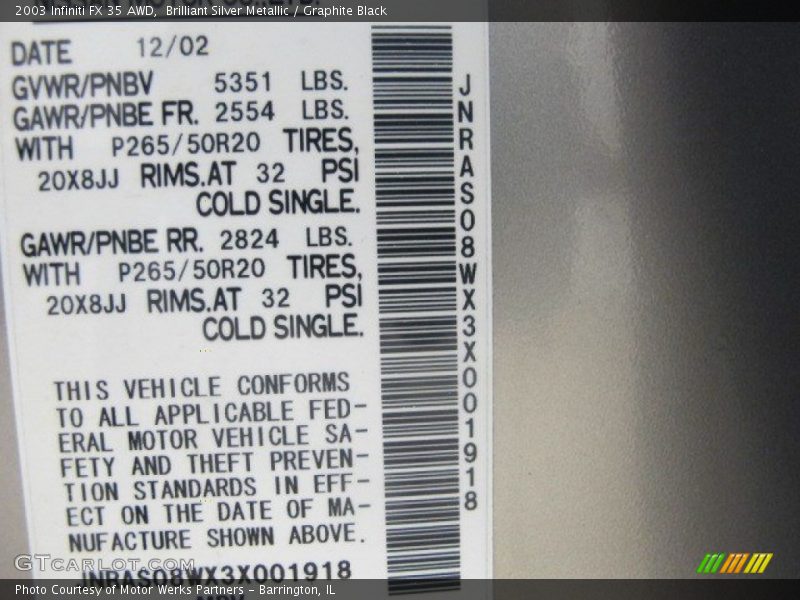 2003 Infiniti FX 35 AWD, Brilliant Silver Metallic / Graphite Black
DATE 12/02
GVWR/PNBV 5351 LBS.
GAWR/PNBE FR. 2554 LBS.
WITH P265/50R20 TIRES,
20X8JJ RIMS.AT 32 PSI
COLD SINGLE.
GAWR/PNBE RR. 2824 LBS.
WITH P265/50R20 TIRES,
20X8JJ RIMS.AT 32 PSI
COLD SINGLE.
THIS VEHICLE CONFORMS
TO ALL APPLICABLE FED-
ERAL MOTOR VEHICLE SA-
FETY AND THEFT PREVEN-
TION STANDARDS IN EFF-
ECT ON THE DATE OF MA-
NUFACTURE SHOWN ABOVE.
JNRAS08WX3X001918
JNRAS08WX3X001918
GTcarlot.com
Photo Courtesy of Motor Werks Partners - Barrington, IL